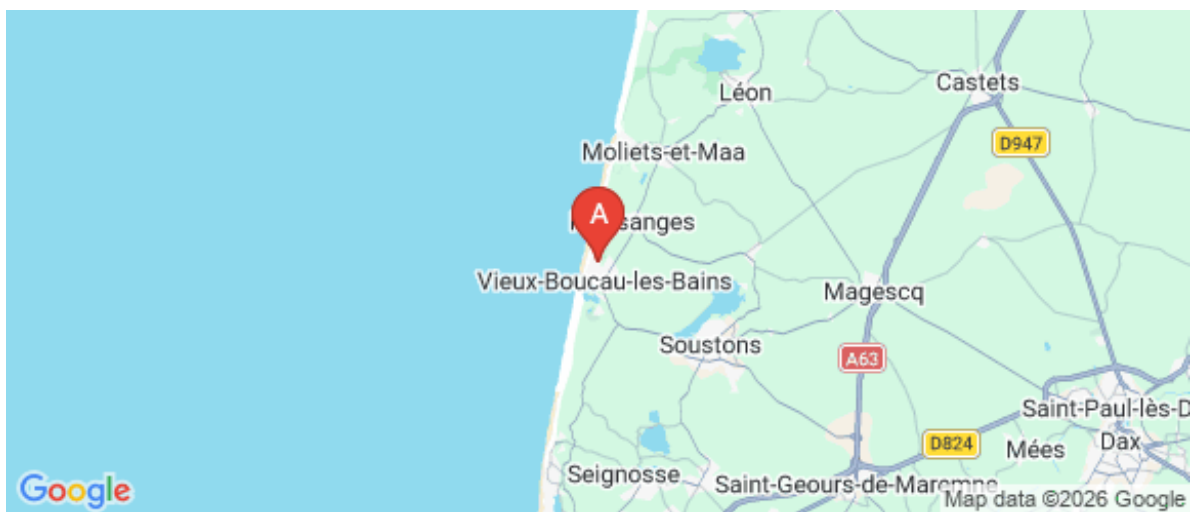 Castets
Léon
D947
Moliets-et-Maa
A
sanges
Vieux-Boucau-les-Bains
Magescq
Soustons
A63
Saint-Paul-lès-D
D824
Mées
Dax
Seignosse
Saint-Geours-de-Maremne
Google
Map data ©2026 Google